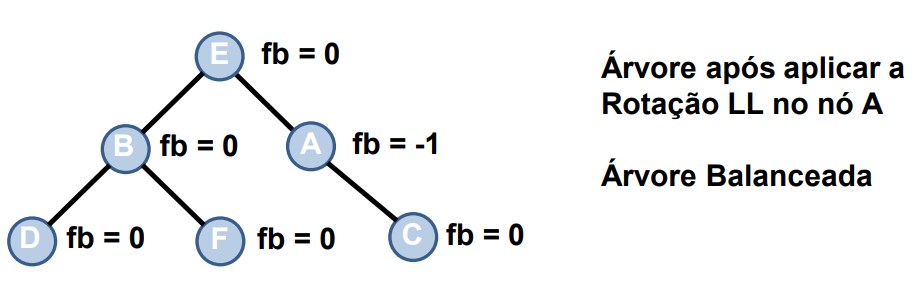 E fb = 0
Árvore após aplicar a
Rotação LL no nó A
B fb = 0 A fb = -1
Árvore Balanceada
D fb = 0 F fb = 0 C fb = 0